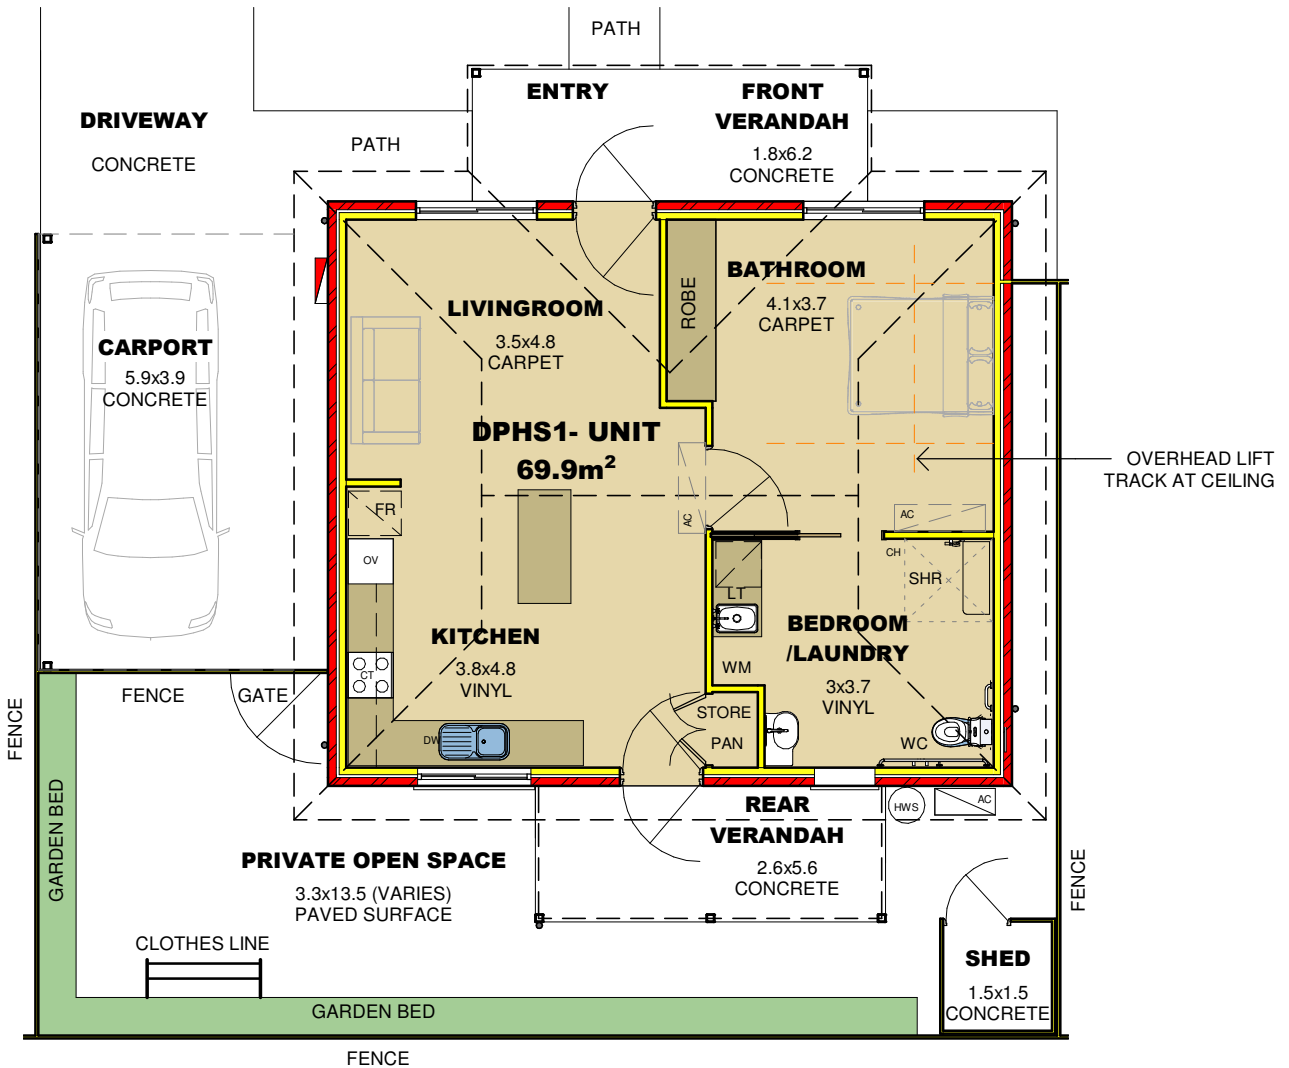 PATH
ENTRY
FRONT
VERANDAH
1.8x6.2
CONCRETE
DRIVEWAY
CONCRETE
PATH
BATHROOM
4.1x3.7
CARPET
ROBE
LIVINGROOM
3.5x4.8
CARPET
CARPORT
5.9x3.9
CONCRETE
DPHS1- UNIT
69.9m²
OVERHEAD LIFT
TRACK AT CEILING
FR
AC
AC
OV
CH
SHR
LT
BEDROOM
/LAUNDRY
3x3.7
VINYL
KITCHEN
3.8x4.8
VINYL
WM
CT
FENCE
GATE
FENCE
STORE
PAN
DW
WC
REAR
VERANDAH
2.6x5.6
CONCRETE
HWS
AC
GARDEN BED
PRIVATE OPEN SPACE
3.3x13.5 (VARIES)
PAVED SURFACE
FENCE
CLOTHES LINE
SHED
1.5x1.5
CONCRETE
GARDEN BED
FENCE